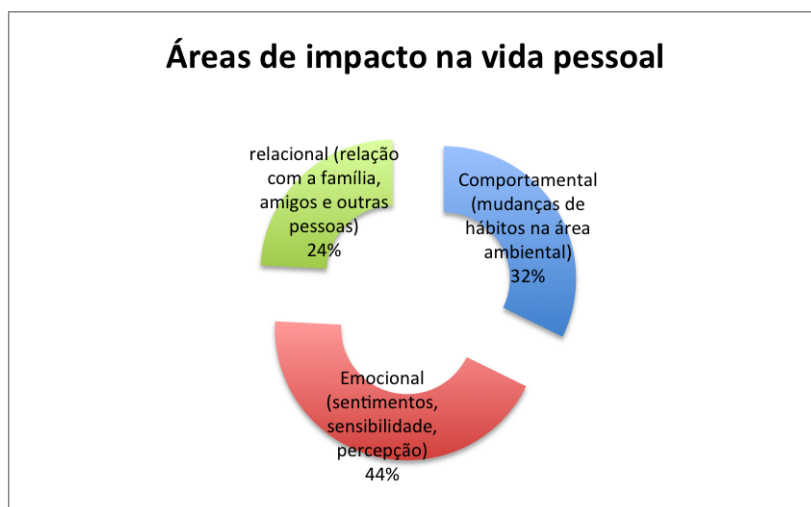 Áreas de impacto na vida pessoal
relacional (relação
com a família,
amigos e outras
pessoas)
24%
Comportamental
(mudanças de
hábitos na área
ambiental)
32%
Emocional
(sentimentos,
sensibilidade,
percepção)
44%